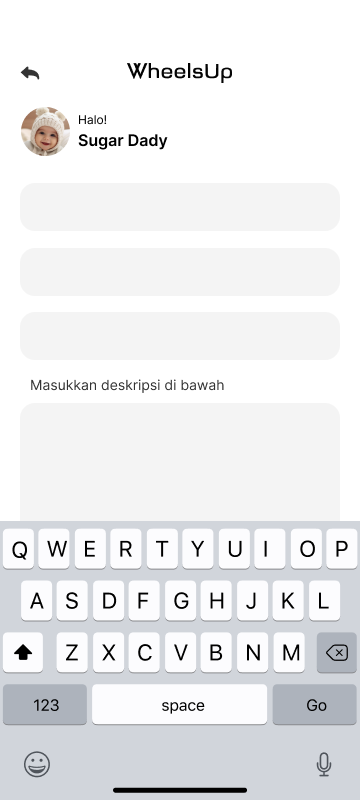 WheelsUp
Halo!
Sugar Dady
Masukkan deskripsi di bawah
Q W E R T Y U I O P
A S D F G H J K L
Z X C V B N M
123 space Go